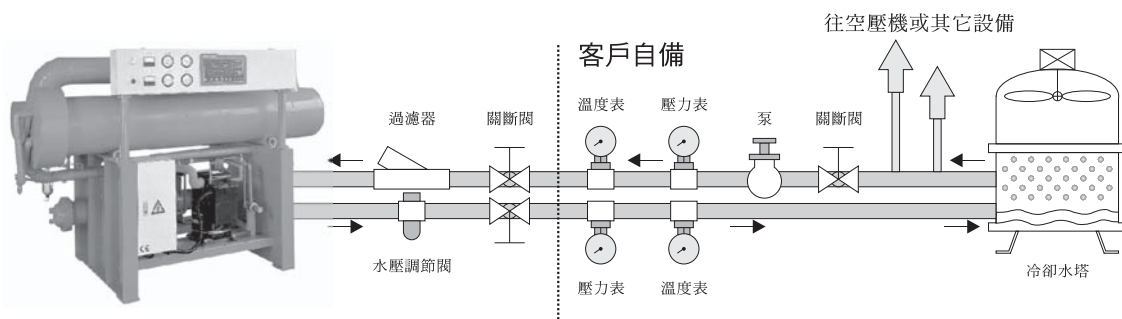 往空壓機或其它設備
客戶自備
溫度表
壓力表
過濾器
關斷閥
泵
關斷閥
水壓調節閥
壓力表
溫度表
冷卻水塔
CE